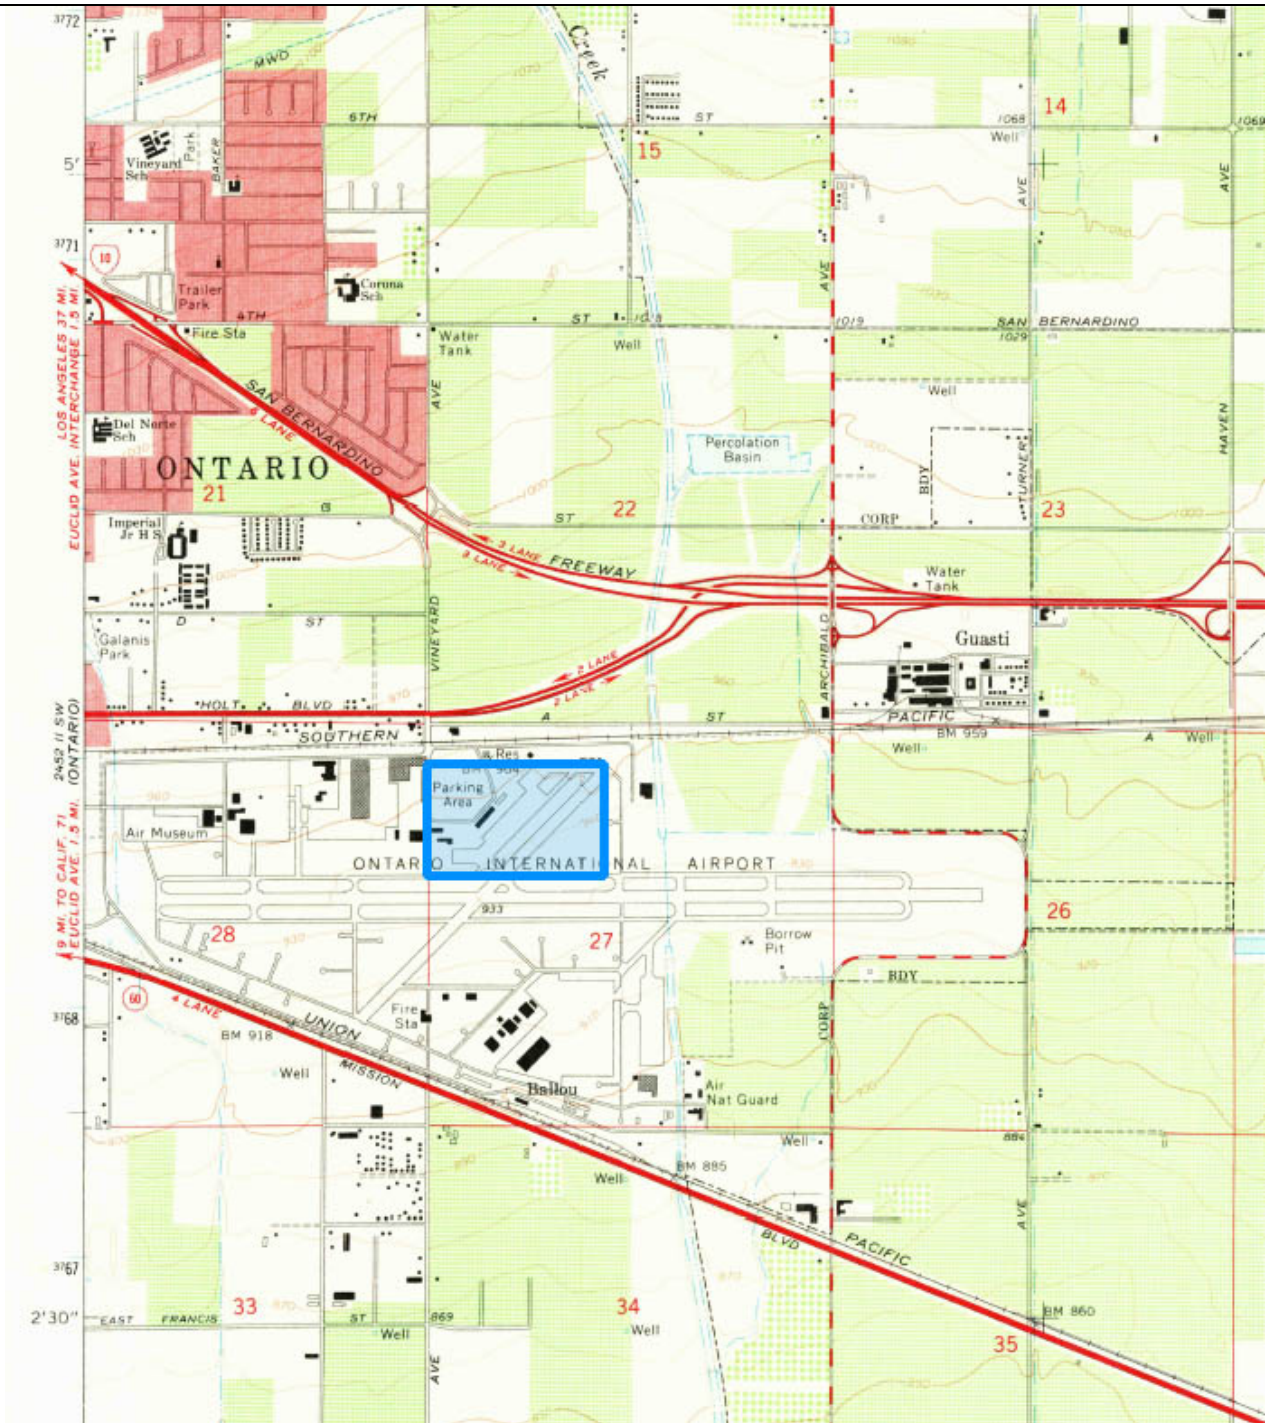 3772
Creek
MWD
14
6TH
ST
1068
1069
Well
15
Vineyard
Sch
Park
BAKER
5'
AVE
AVE
3771
10
Trailer
Park
Coruna
Sch
AVE
4TH
ST
1018
1019
SAN BERNARDINO
1029
Fire Sta
Water
Tank
Well
LOS ANGELES 37 MI.
EUCLID AVE. INTERCHANGE 1.5 MI.
SAN BERNARDINO
6 LANE
AVE
Well
Del Norte
Sch
Percolation
Basin
HAVEN
ONTARIO
21
BDY
TURNER
G
ST
22
CORP
23
Imperial
Jr H S
3 LANE
3 LANE
FREEWAY
Water
Tank
D
ST
VINEYARD
Galanis
Park
Guasti
2 LANE
2 LANE
ARCHIBALD
HOLT BLVD
A
ST
PACIFIC
SOUTHERN
BM 959
A
Well
Well
2452 II SW
(ONTARIO)
Res
Parking
Area
Air Museum
ONTARIO INTERNATIONAL AIRPORT
1.9 MI. TO CALIF. 71
EUCLID AVE. 1.5 MI.
933
28
27
26
Borrow
Pit
BDY
60
4 LANE
3768
Fire
Sta
CORP
UNION
BM 918
Well
MISSION
Ballou
Air
Nat Guard
Well
886
BM 885
Well
AVE
BLVD
PACIFIC
3767
33
34
BM 860
2'30"
EAST FRANCIS ST
869
Well
Well
35
AVE